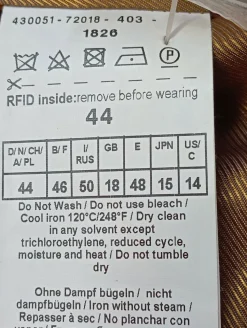 430051-72018 - 403 -
1826
P
RFID inside:remove before wearing
44
D/N/CH/ B/F I/ GB E JPN US/
A/PL RUS C
44 46 50 18 48 15 14
Do Not Wash / Do not use bleach /
Cool iron 120°C/248°F / Dry clean
in any solvent except
trichloroethylene, reduced cycle,
moisture and heat / Do not tumble
dry
Ohne Dampf bügeln / nicht
dampfbügeln / Iron without steam /
Repasser à sec / No planchar con